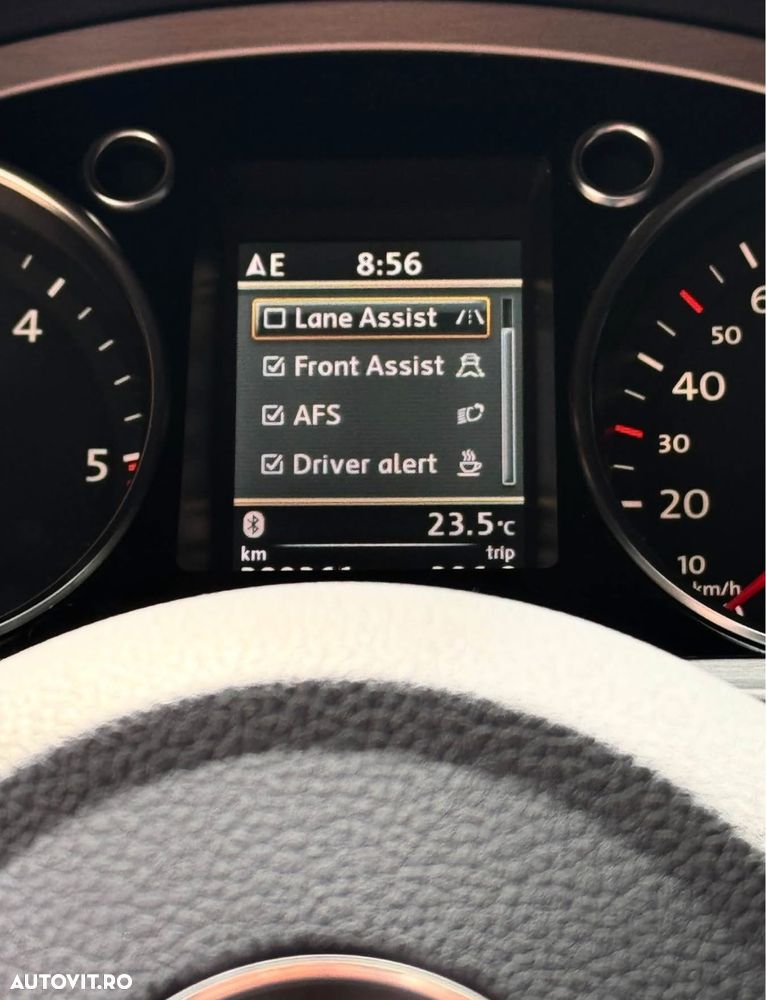 AE 8:56
Lane Assist
Front Assist
AFS
Driver alert
23.5°C
km trip
4
5
6
50
40
30
20
10
km/h
AUTOVIT.RO